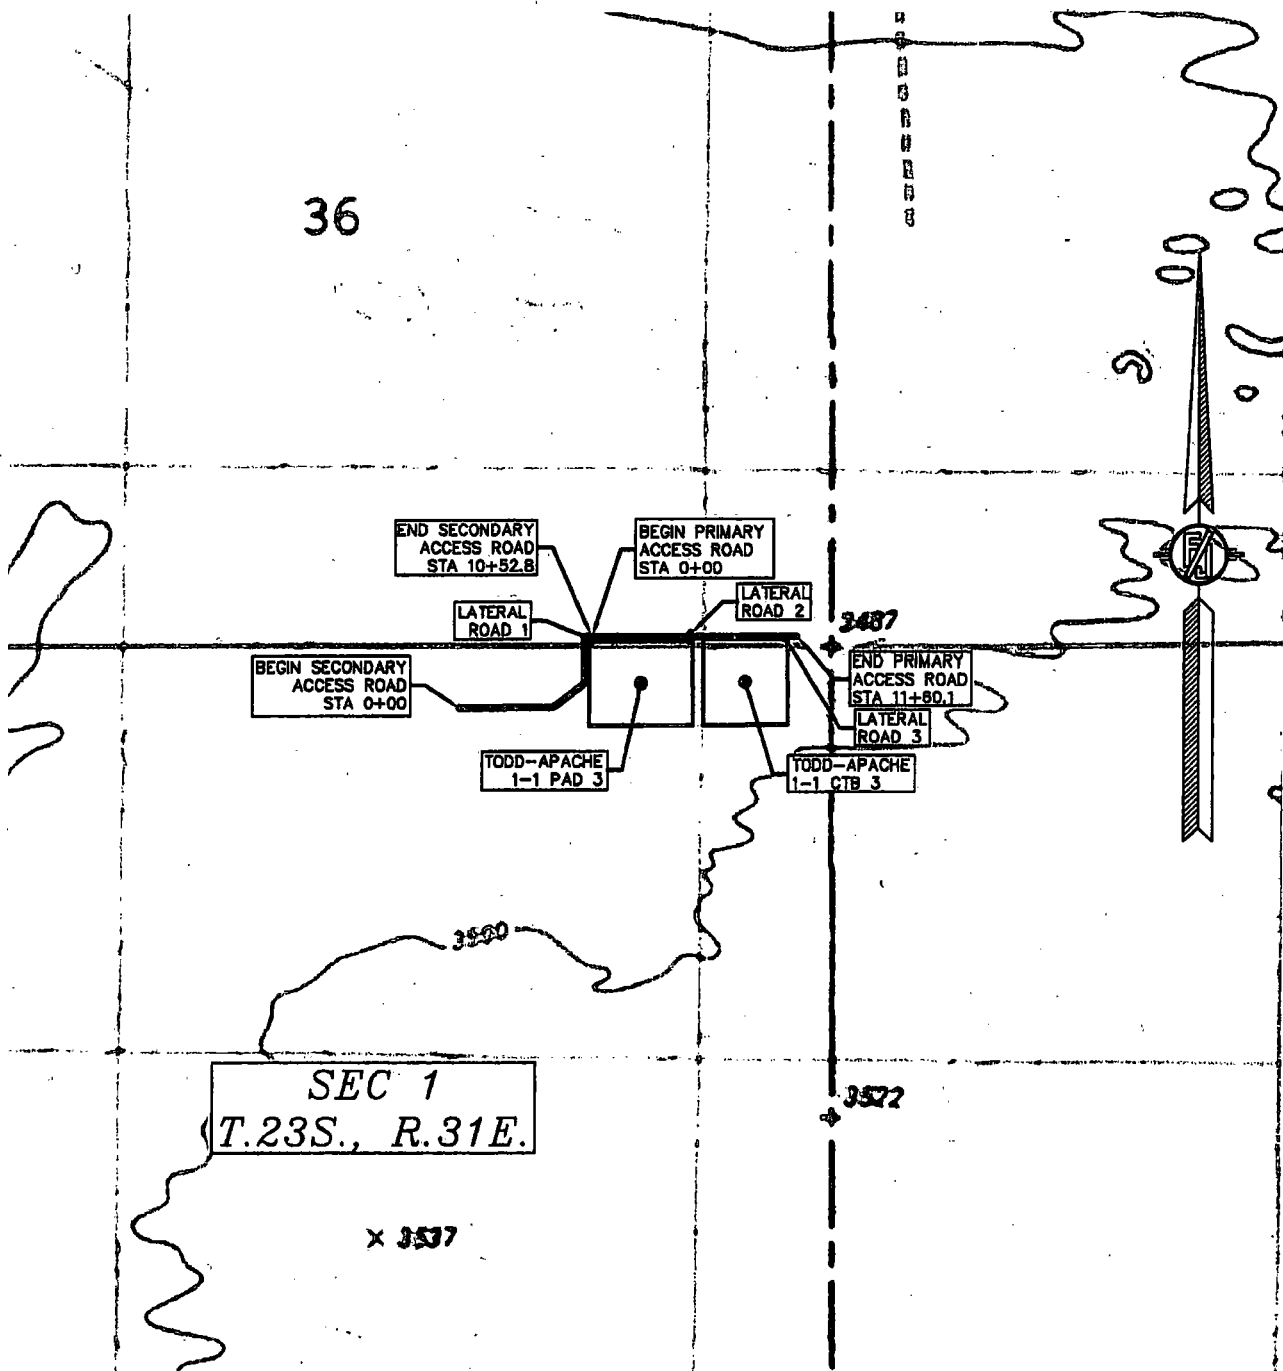 36
END SECONDARY
ACCESS ROAD
STA 10+52.8
BEGIN PRIMARY
ACCESS ROAD
STA 0+00
LATERAL
ROAD 1
LATERAL
ROAD 2
3487
BEGIN SECONDARY
ACCESS ROAD
STA 0+00
END PRIMARY
ACCESS ROAD
STA 11+80.1
LATERAL
ROAD 3
TODD-APACHE
1-1 PAD 3
TODD-APACHE
1-1 CTB 3
3500
SEC 1
T.23S., R.31E.
3522
x 3537